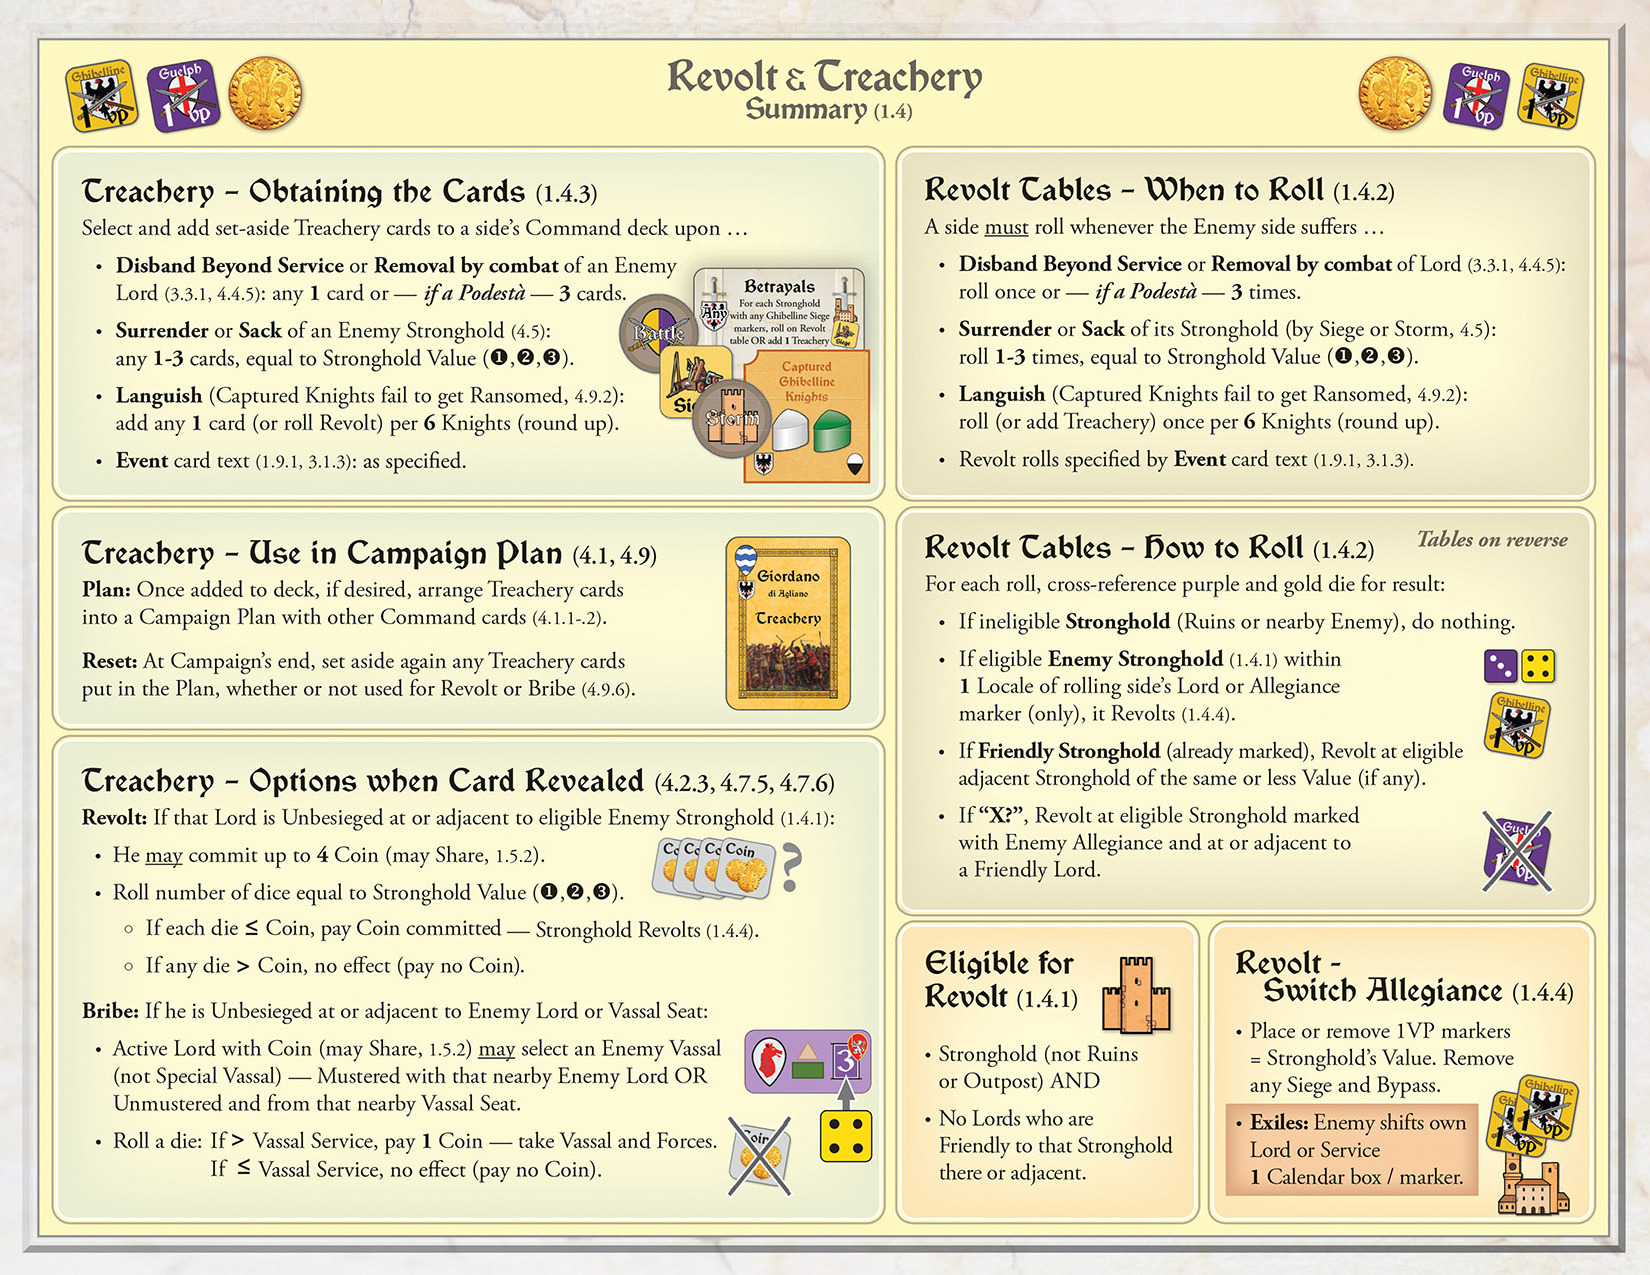 Revolt & Treachery
Summary (1.4)
Ghibelline
1 VP
Guelph
1 VP
Guelph
1 VP
Ghibelline
1 VP
Treachery – Obtaining the Cards (1.4.3)
Select and add set-aside Treachery cards to a side's Command deck upon …
• Disband Beyond Service or Removal by combat of an Enemy
Lord (3.3.1, 4.4.5): any 1 card or — if a Podestà — 3 cards.
• Surrender or Sack of an Enemy Stronghold (4.5):
any 1-3 cards, equal to Stronghold Value (❶,❷,❸).
• Languish (Captured Knights fail to get Ransomed, 4.9.2):
add any 1 card (or roll Revolt) per 6 Knights (round up).
• Event card text (1.9.1, 3.1.3): as specified.
Betrayals
For each Stronghold
with any Ghibelline Siege
markers, roll on Revolt
table OR add 1 Treachery
Any
Siege
Battle
Sie
Storm
Captured
Ghibelline
Knights
Treachery – Use in Campaign Plan (4.1, 4.9)
Plan: Once added to deck, if desired, arrange Treachery cards
into a Campaign Plan with other Command cards (4.1.1-.2).
Reset: At Campaign's end, set aside again any Treachery cards
put in the Plan, whether or not used for Revolt or Bribe (4.9.6).
Giordano
di Agliano
Treachery
Treachery – Options when Card Revealed (4.2.3, 4.7.5, 4.7.6)
Revolt: If that Lord is Unbesieged at or adjacent to eligible Enemy Stronghold (1.4.1):
• He may commit up to 4 Coin (may Share, 1.5.2).
• Roll number of dice equal to Stronghold Value (❶,❷,❸).
○ If each die ≤ Coin, pay Coin committed — Stronghold Revolts (1.4.4).
○ If any die > Coin, no effect (pay no Coin).
Co Co Co Coin ?
Bribe: If he is Unbesieged at or adjacent to Enemy Lord or Vassal Seat:
• Active Lord with Coin (may Share, 1.5.2) may select an Enemy Vassal
(not Special Vassal) — Mustered with that nearby Enemy Lord OR
Unmustered and from that nearby Vassal Seat.
• Roll a die: If > Vassal Service, pay 1 Coin — take Vassal and Forces.
If ≤ Vassal Service, no effect (pay no Coin).
3
Coin
Revolt Tables – When to Roll (1.4.2)
A side must roll whenever the Enemy side suffers …
• Disband Beyond Service or Removal by combat of Lord (3.3.1, 4.4.5):
roll once or — if a Podestà — 3 times.
• Surrender or Sack of its Stronghold (by Siege or Storm, 4.5):
roll 1-3 times, equal to Stronghold Value (❶,❷,❸).
• Languish (Captured Knights fail to get Ransomed, 4.9.2):
roll (or add Treachery) once per 6 Knights (round up).
• Revolt rolls specified by Event card text (1.9.1, 3.1.3).
Revolt Tables – How to Roll (1.4.2)
Tables on reverse
For each roll, cross-reference purple and gold die for result:
• If ineligible Stronghold (Ruins or nearby Enemy), do nothing.
• If eligible Enemy Stronghold (1.4.1) within
1 Locale of rolling side's Lord or Allegiance
marker (only), it Revolts (1.4.4).
• If Friendly Stronghold (already marked), Revolt at eligible
adjacent Stronghold of the same or less Value (if any).
• If "X?", Revolt at eligible Stronghold marked
with Enemy Allegiance and at or adjacent to
a Friendly Lord.
Ghibelline
1 VP
Guelph
1 VP
Eligible for
Revolt (1.4.1)
• Stronghold (not Ruins
or Outpost) AND
• No Lords who are
Friendly to that Stronghold
there or adjacent.
Revolt -
Switch Allegiance (1.4.4)
• Place or remove 1VP markers
= Stronghold's Value. Remove
any Siege and Bypass.
• Exiles: Enemy shifts own
Lord or Service
1 Calendar box / marker.
Ghibelline
1 VP